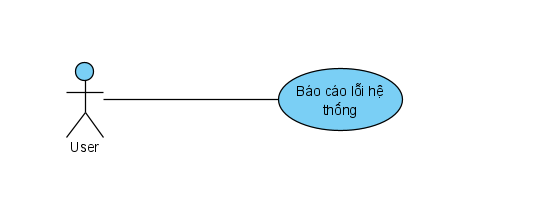 Báo cáo lỗi hệ
thống
User